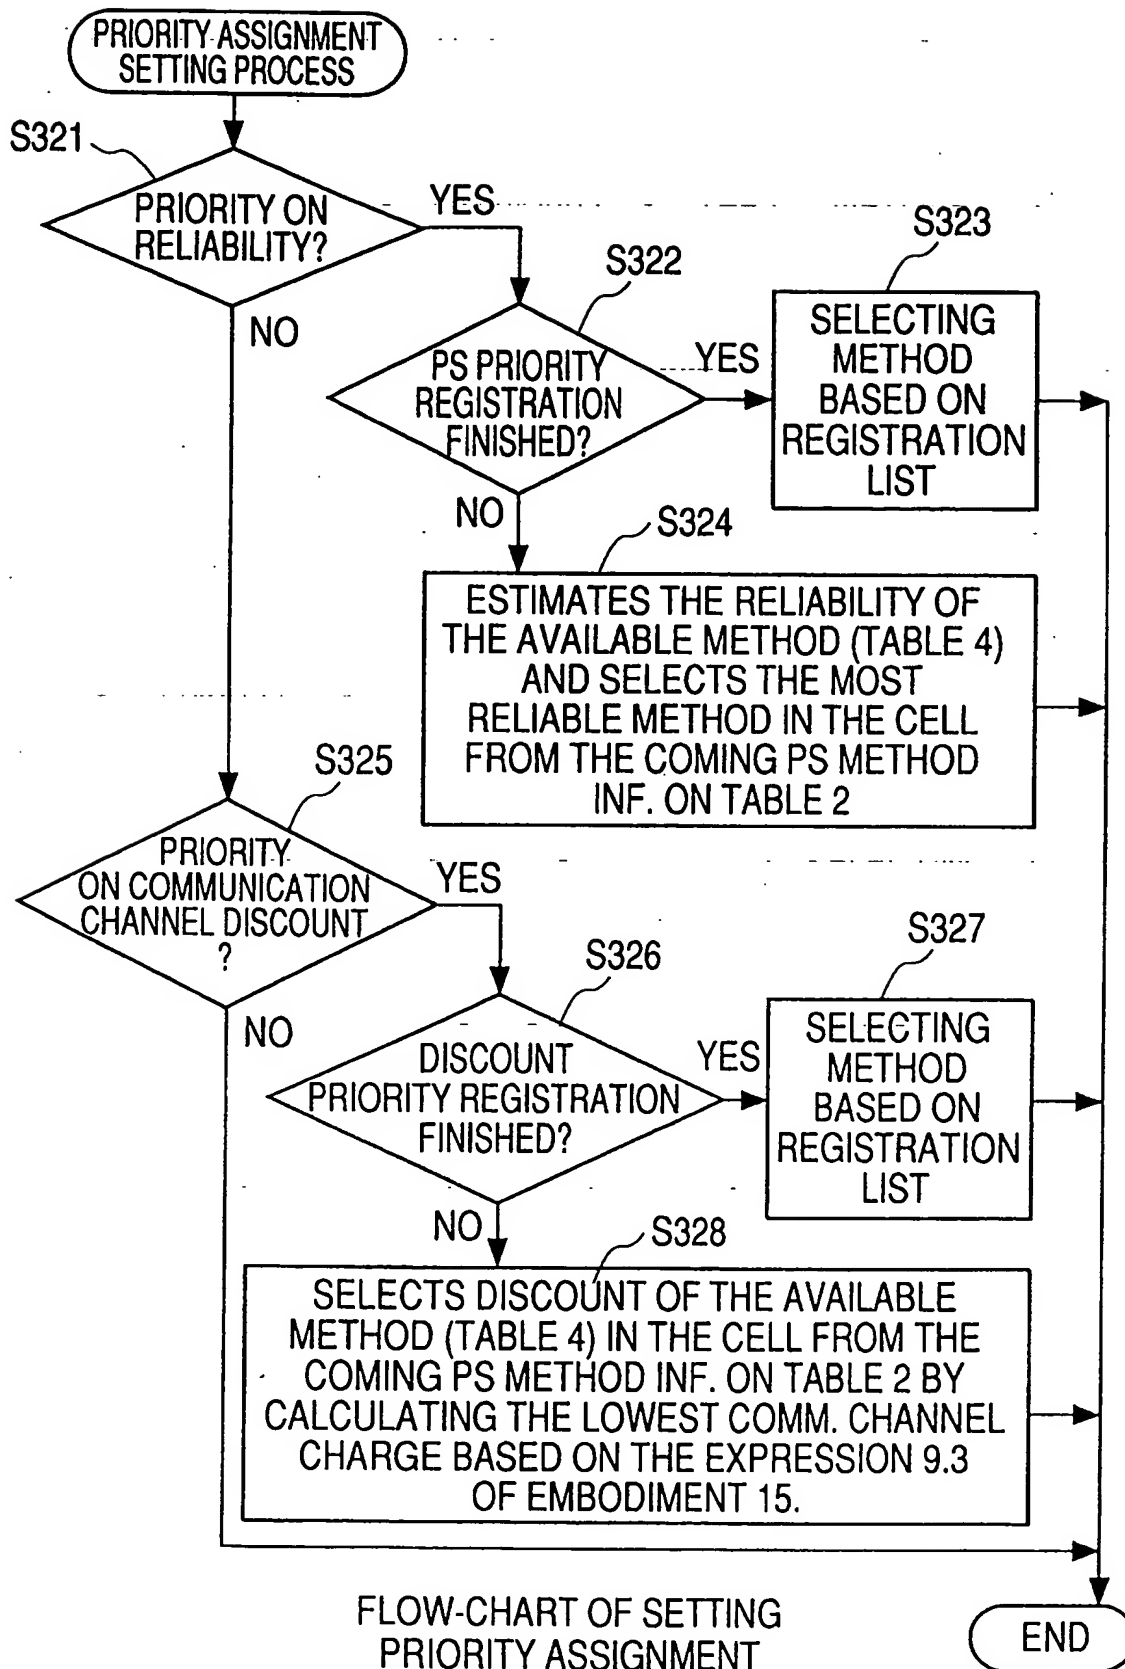 PRIORITY ASSIGNMENT
SETTING PROCESS
S321
PRIORITY ON
RELIABILITY?
YES
NO
S322
PS PRIORITY
REGISTRATION
FINISHED?
YES
NO
S323
SELECTING
METHOD
BASED ON
REGISTRATION
LIST
S324
ESTIMATES THE RELIABILITY OF
THE AVAILABLE METHOD (TABLE 4)
AND SELECTS THE MOST
RELIABLE METHOD IN THE CELL
FROM THE COMING PS METHOD
INF. ON TABLE 2
S325
PRIORITY
ON COMMUNICATION
CHANNEL DISCOUNT
?
YES
NO
S326
DISCOUNT
PRIORITY REGISTRATION
FINISHED?
YES
NO
S327
SELECTING
METHOD
BASED ON
REGISTRATION
LIST
S328
SELECTS DISCOUNT OF THE AVAILABLE
METHOD (TABLE 4) IN THE CELL FROM THE
COMING PS METHOD INF. ON TABLE 2 BY
CALCULATING THE LOWEST COMM. CHANNEL
CHARGE BASED ON THE EXPRESSION 9.3
OF EMBODIMENT 15.
FLOW-CHART OF SETTING
PRIORITY ASSIGNMENT
END